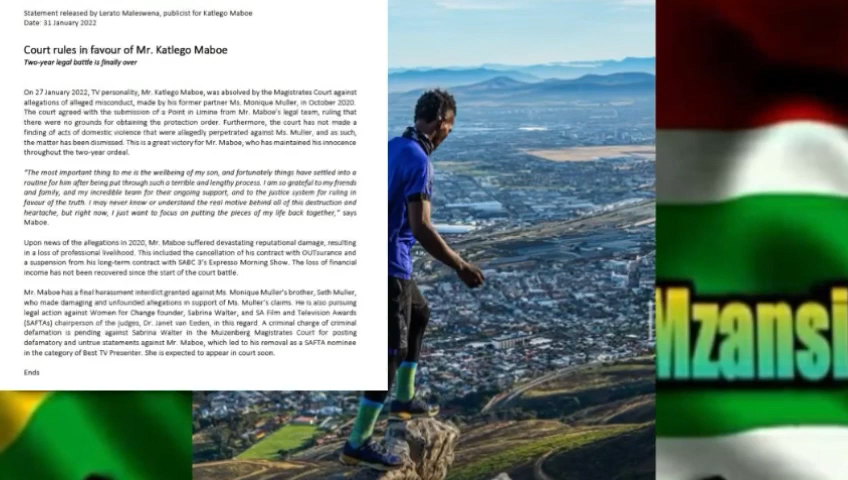 Statement released by Lerato Maleswena, publicist for Katlego Maboe
Date: 31 January 2022
Court rules in favour of Mr. Katlego Maboe
Two-year legal battle is finally over
On 27 January 2022, TV personality, Mr. Katlego Maboe, was absolved by the Magistrates Court against
allegations of alleged misconduct, made by his former partner Ms. Monique Muller, in October 2020.
The court agreed with the submission of a Point in Limine from Mr. Maboe's legal team, ruling that
there were no grounds for obtaining the protection order. Furthermore, the court has not made a
finding of acts of domestic violence that were allegedly perpetrated against Ms. Muller, and as such,
the matter has been dismissed. This is a great victory for Mr. Maboe, who has maintained his innocence
throughout the two-year ordeal.
"The most important thing to me is the wellbeing of my son, and fortunately things have settled into a
routine for him after being put through such a terrible and lengthy process. I am so grateful to my friends
and family, and my incredible team for their ongoing support, and to the justice system for ruling in
favour of the truth. I may never know or understand the real motive behind all of this destruction and
heartache, but right now, I just want to focus on putting the pieces of my life back together," says
Maboe.
Upon news of the allegations in 2020, Mr. Maboe suffered devastating reputational damage, resulting
in a loss of professional livelihood. This included the cancellation of his contract with OUTsurance and
a suspension from his long-term contract with SABC 3's Expresso Morning Show. The loss of financial
income has not been recovered since the start of the court battle.
Mr. Maboe has a final harassment interdict granted against Ms. Monique Muller's brother, Seth Muller,
who made damaging and unfounded allegations in support of Ms. Muller's claims. He is also pursuing
legal action against Women for Change founder, Sabrina Walter, and SA Film and Television Awards
(SAFTAs) chairperson of the judges, Dr. Janet van Eeden, in this regard. A criminal charge of criminal
defamation is pending against Sabrina Walter in the Muizenberg Magistrates Court for posting
defamatory and untrue statements against Mr. Maboe, which led to his removal as a SAFTA nominee
in the category of Best TV Presenter. She is expected to appear in court soon.
Ends
Mzansi